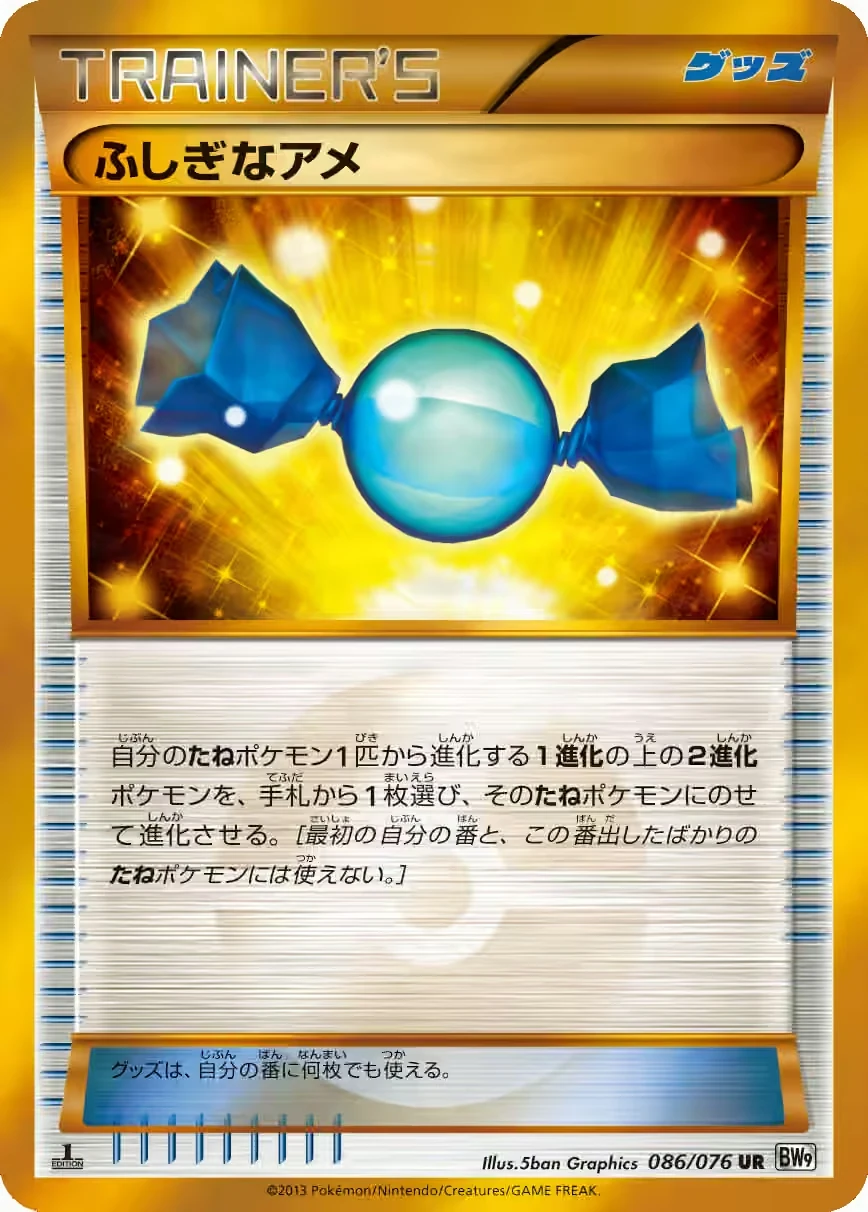 TRAINER'S
グッズ
ふしぎなアメ
自分のたねポケモン1匹から進化する1進化の上の2進化
ポケモンを、手札から1枚選び、そのたねポケモンにのせ
て進化させる。[最初の自分の番と、この番出したばかりの
たねポケモンには使えない。]
グッズは、自分の番に何枚でも使える。
1 EDITION
Illus.5ban Graphics 086/076 UR BW9
©2013 Pokémon/Nintendo/Creatures/GAME FREAK.